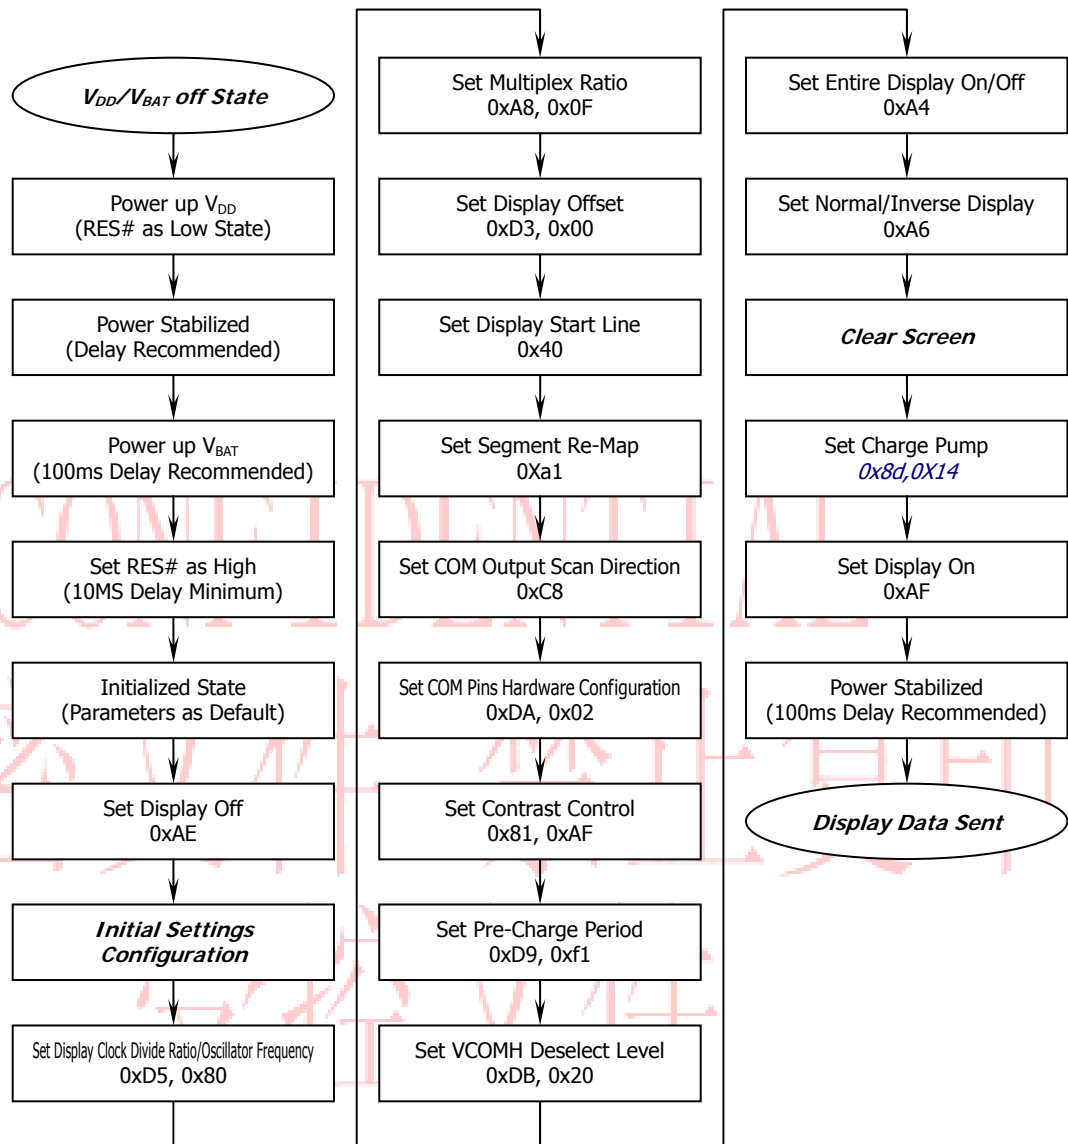 V_DD/V_BAT off State
Power up V_DD
(RES# as Low State)
Power Stabilized
(Delay Recommended)
Power up V_BAT
(100ms Delay Recommended)
Set RES# as High
(10MS Delay Minimum)
Initialized State
(Parameters as Default)
Set Display Off
0xAE
Initial Settings
Configuration
Set Display Clock Divide Ratio/Oscillator Frequency
0xD5, 0x80
Set Multiplex Ratio
0xA8, 0x0F
Set Display Offset
0xD3, 0x00
Set Display Start Line
0x40
Set Segment Re-Map
0Xa1
Set COM Output Scan Direction
0xC8
Set COM Pins Hardware Configuration
0xDA, 0x02
Set Contrast Control
0x81, 0xAF
Set Pre-Charge Period
0xD9, 0xf1
Set VCOMH Deselect Level
0xDB, 0x20
Set Entire Display On/Off
0xA4
Set Normal/Inverse Display
0xA6
Clear Screen
Set Charge Pump
0x8d,0X14
Set Display On
0xAF
Power Stabilized
(100ms Delay Recommended)
Display Data Sent
CONFIDENTIAL